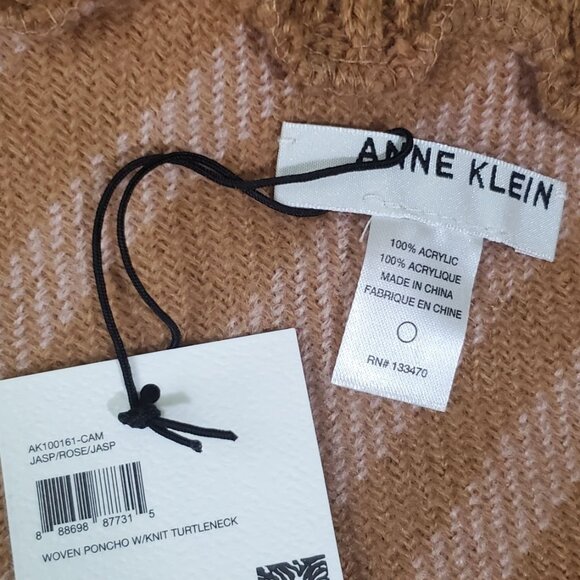 ANNE KLEIN
100% ACRYLIC
100% ACRYLIQUE
MADE IN CHINA
FABRIQUE EN CHINE
RN# 133470
AK100161-CAM
JASP/ROSE/JASP
8 88698 87731 5
WOVEN PONCHO W/KNIT TURTLENECK